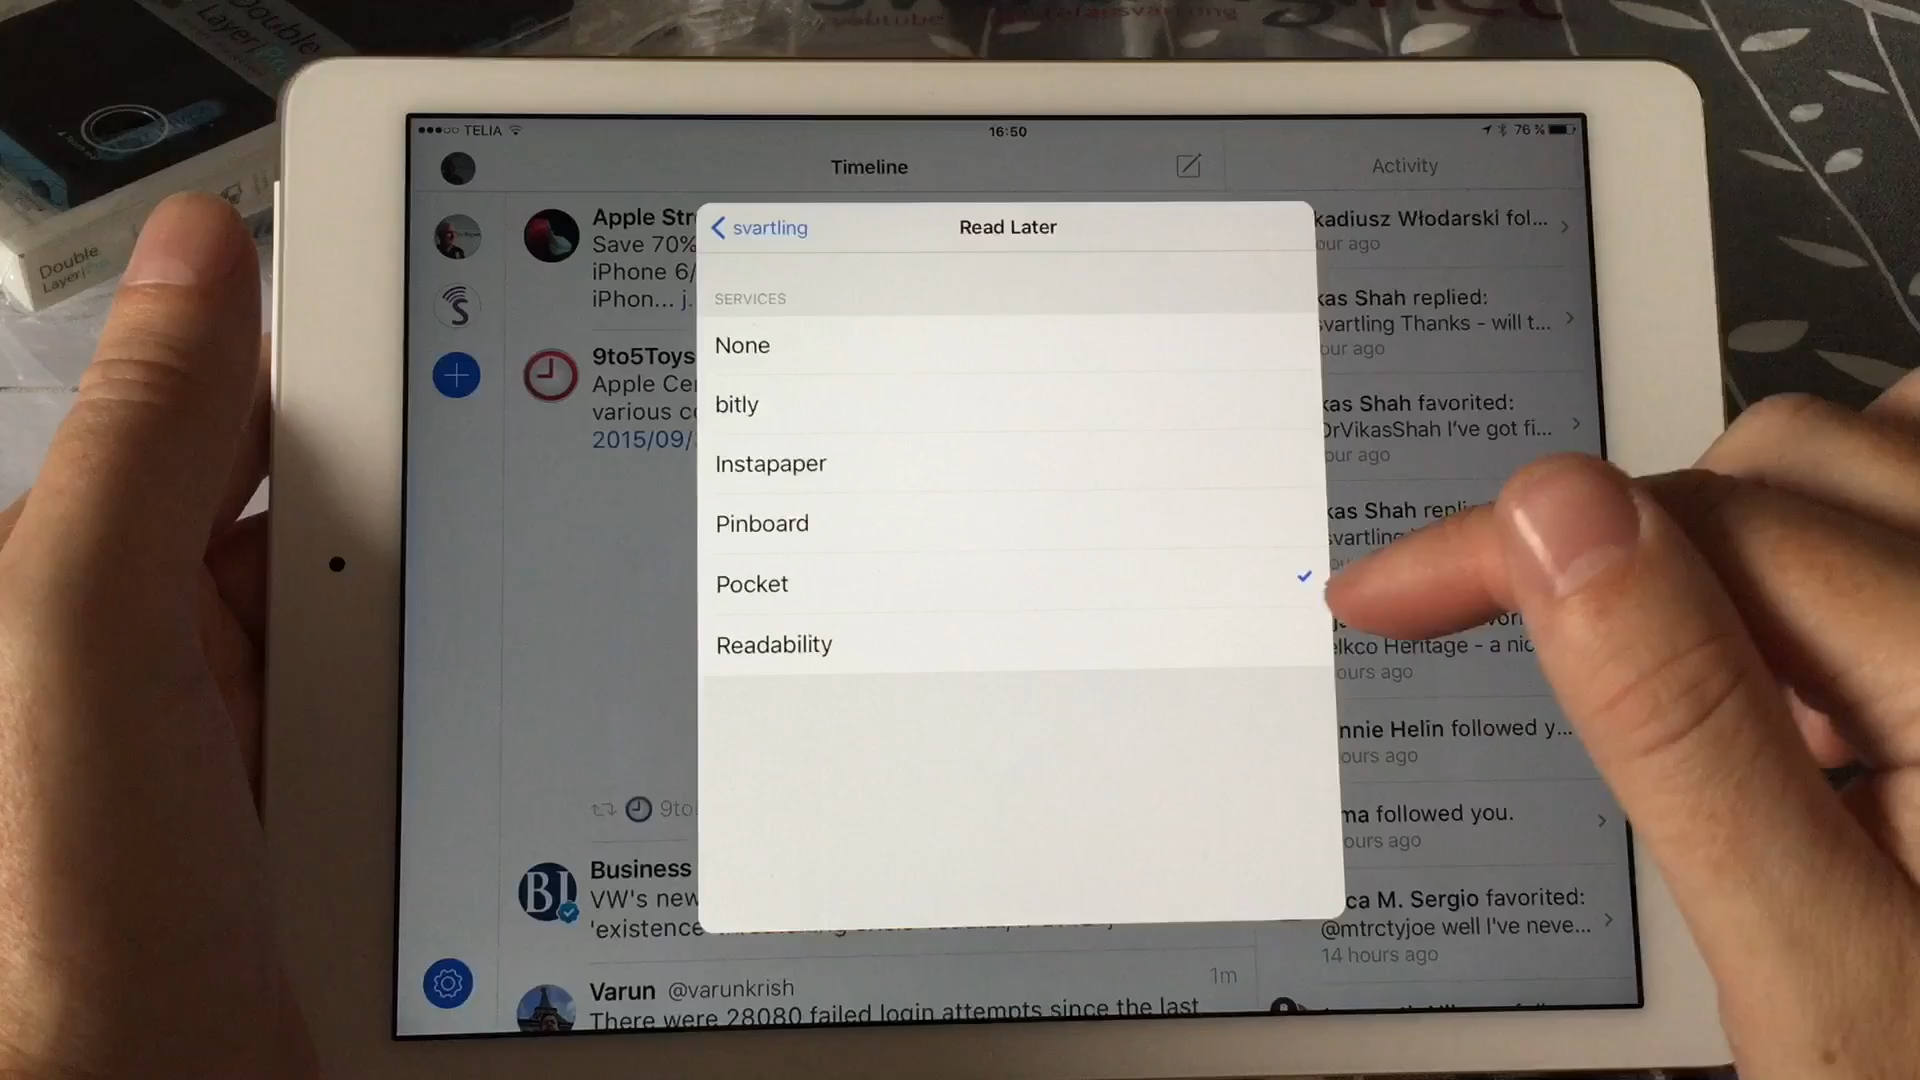 Double
Layer|Pro
youtube
Double
Layer|Pro
TELIA
16:50
76 %
Timeline
Activity
Apple Str
Save 70%
iPhone 6/
iPhon... j.
9to5Toys
Apple Cer
various co
2015/09/
9to
Business
VW's new
'existence
Varun @varunkrish
1m
There were 28080 failed login attempts since the last
svartling
Read Later
SERVICES
None
bitly
Instapaper
Pinboard
Pocket
Readability
kadiusz Włodarski fol...
our ago
kas Shah replied:
svartling Thanks - will t...
our ago
kas Shah favorited:
DrVikasShah I've got fi...
our ago
kas Shah repli
svartling
elkco Heritage - a nic
ours ago
nnie Helin followed y...
ours ago
ma followed you.
ours ago
ca M. Sergio favorited:
@mtrctyjoe well I've neve...
14 hours ago